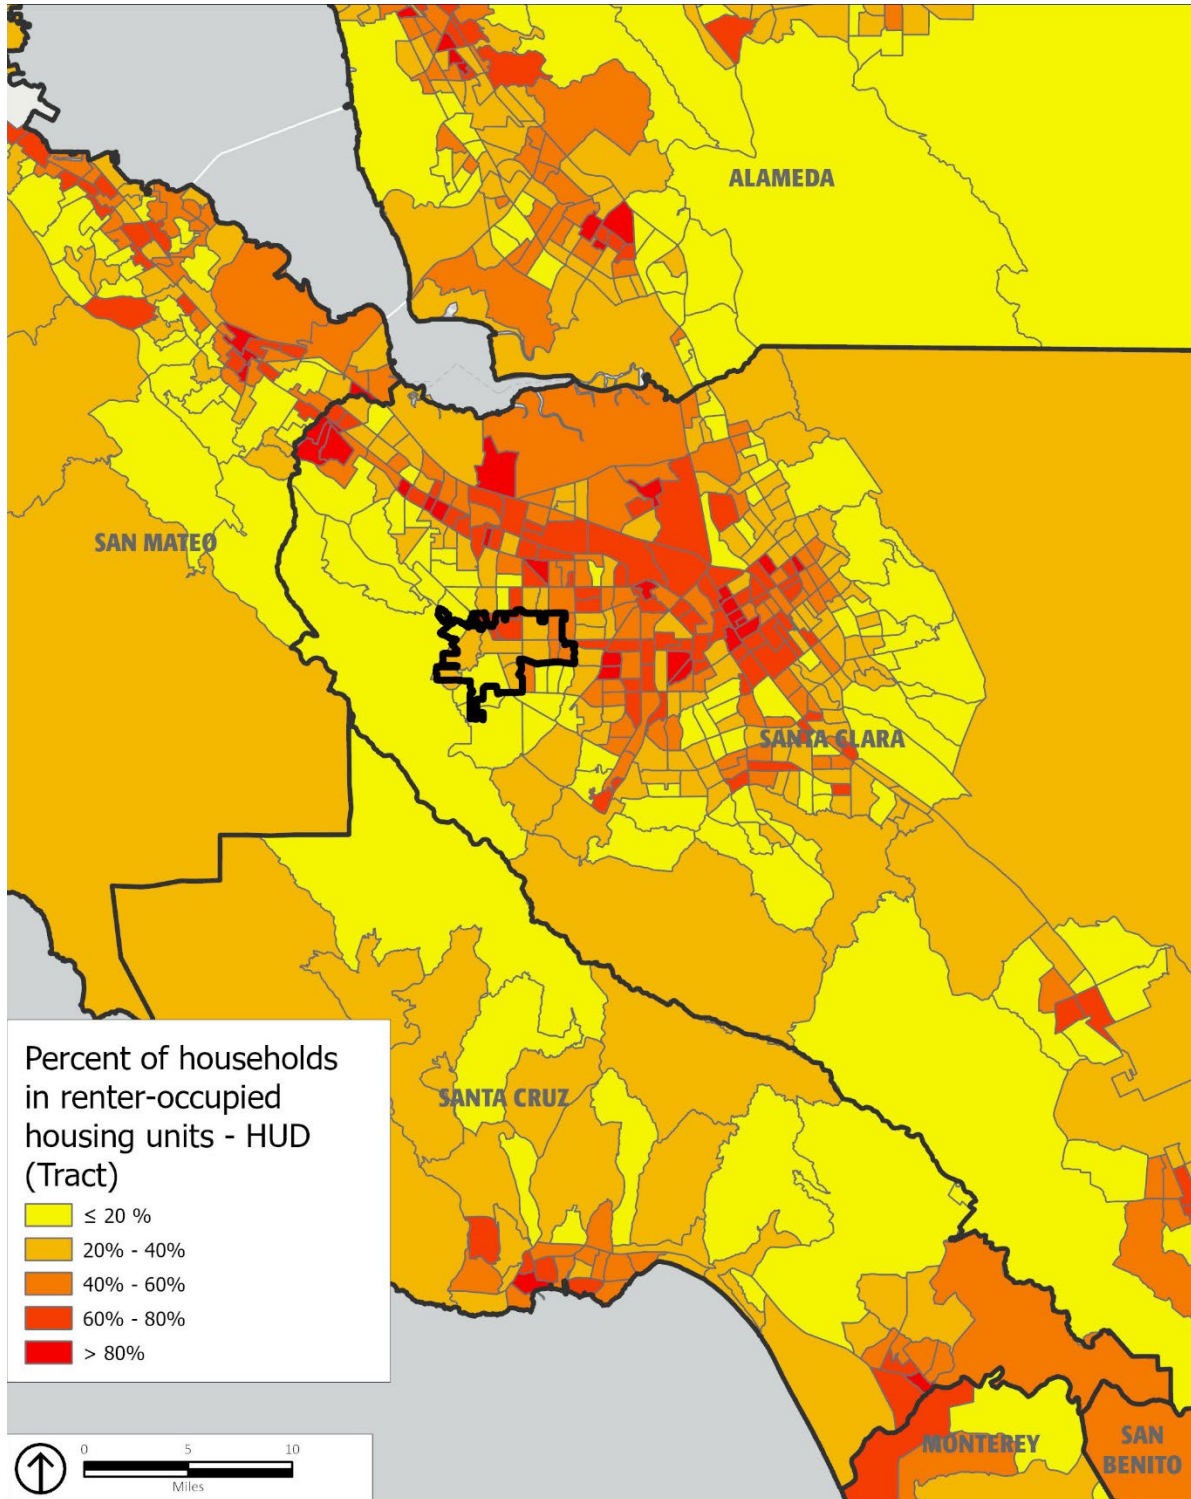 ALAMEDA
SAN MATEO
SANTA CLARA
SANTA CRUZ
MONTEREY
SAN
BENITO
Percent of households
in renter-occupied
housing units - HUD
(Tract)
≤ 20 %
20% - 40%
40% - 60%
60% - 80%
> 80%
0 5 10
Miles